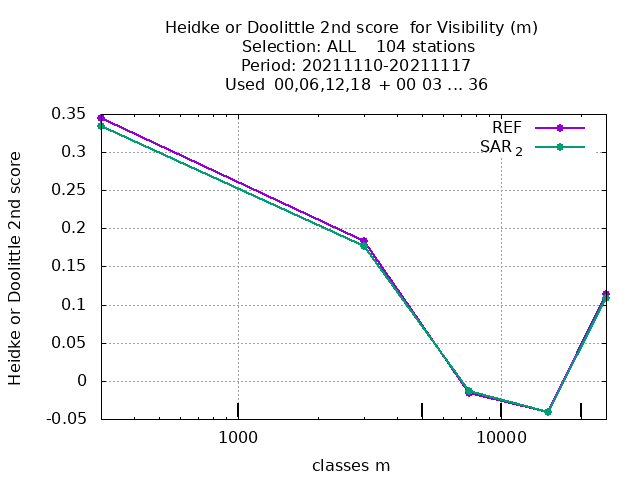 Heidke or Doolittle 2nd score  for Visibility (m)
Selection: ALL    104 stations
Period: 20211110-20211117
Used  00,06,12,18 + 00 03 ... 36
REF
SAR 2
0.35
0.3
0.25
0.2
0.15
0.1
0.05
0
-0.05
Heidke or Doolittle 2nd score
1000
10000
classes m